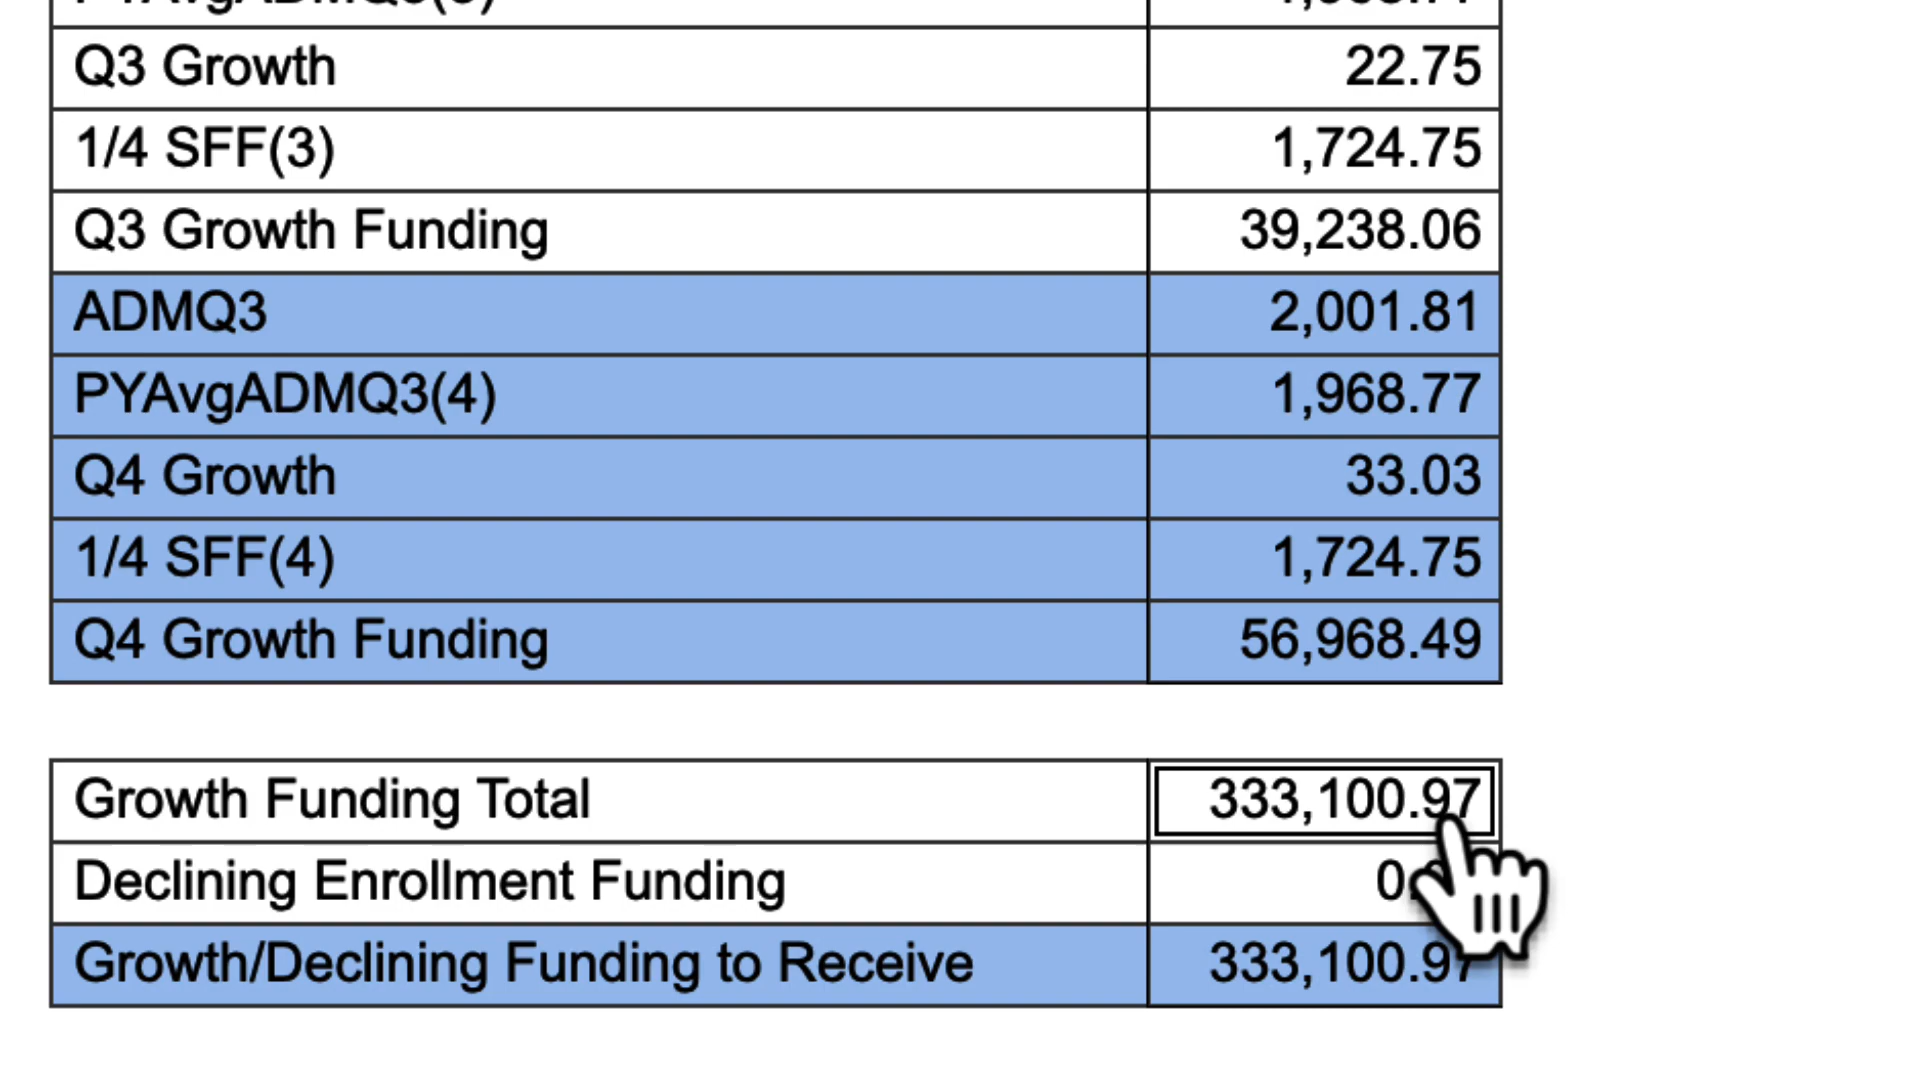 Q3 Growth 22.75
1/4 SFF(3) 1,724.75
Q3 Growth Funding 39,238.06
ADMQ3 2,001.81
PYAvgADMQ3(4) 1,968.77
Q4 Growth 33.03
1/4 SFF(4) 1,724.75
Q4 Growth Funding 56,968.49
Growth Funding Total 333,100.97
Declining Enrollment Funding
Growth/Declining Funding to Receive 333,100.97